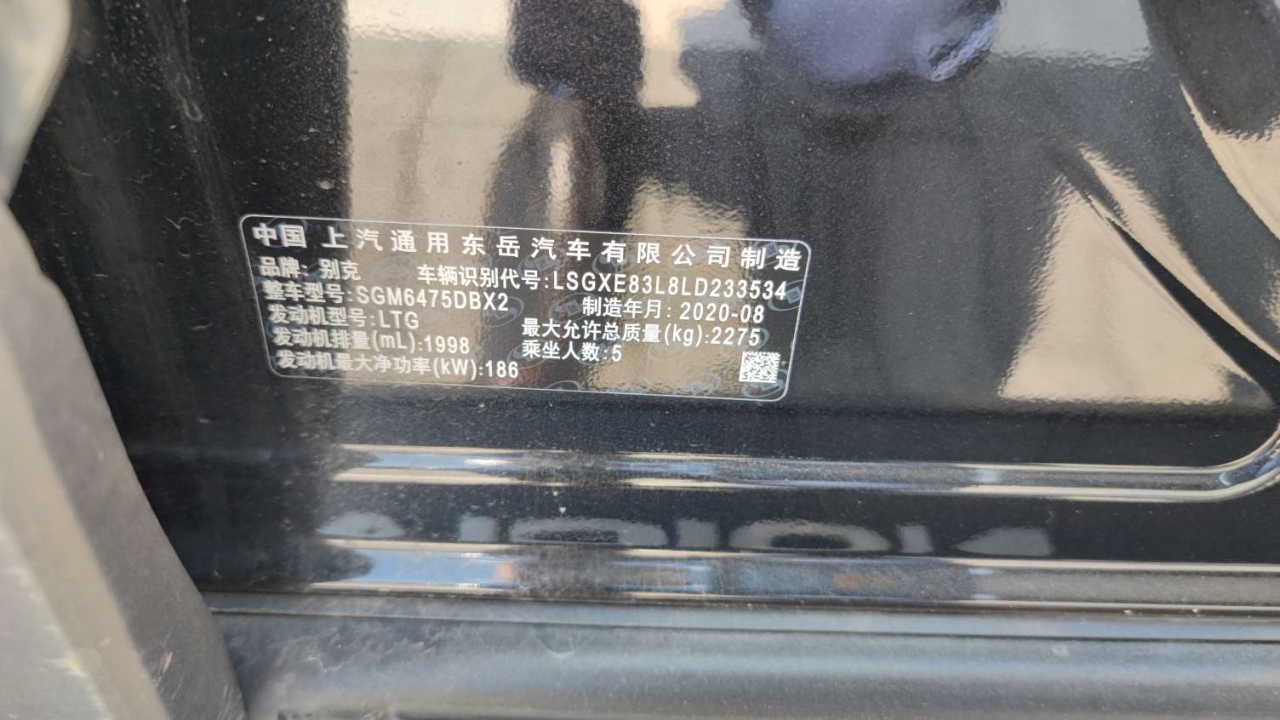 中国 上汽通用东岳汽车有限公司制造
品牌: 别克 车辆识别代号:LSGXE83L8LD233534
整车型号:SGM6475DBX2 制造年月: 2020-08
发动机型号:LTG 最大允许总质量(kg):2275
发动机排量(mL):1998 乘坐人数:5
发动机最大净功率(kW):186